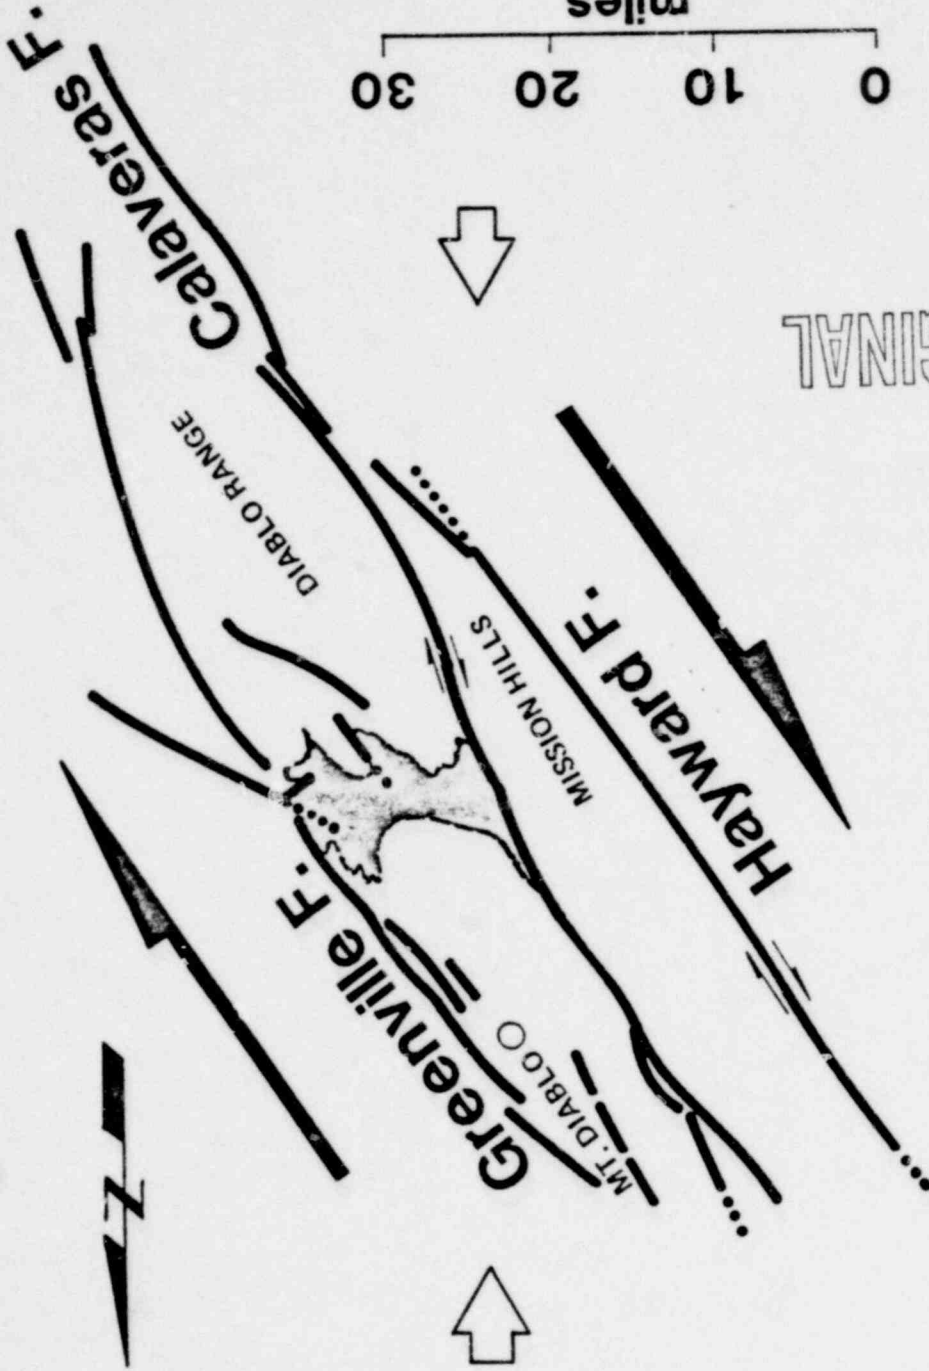 N
Greenville F.
MT. DIABLO
Hayward F.
MISSION HILLS
DIABLO RANGE
Calaveras F.
0 10 20 30
miles